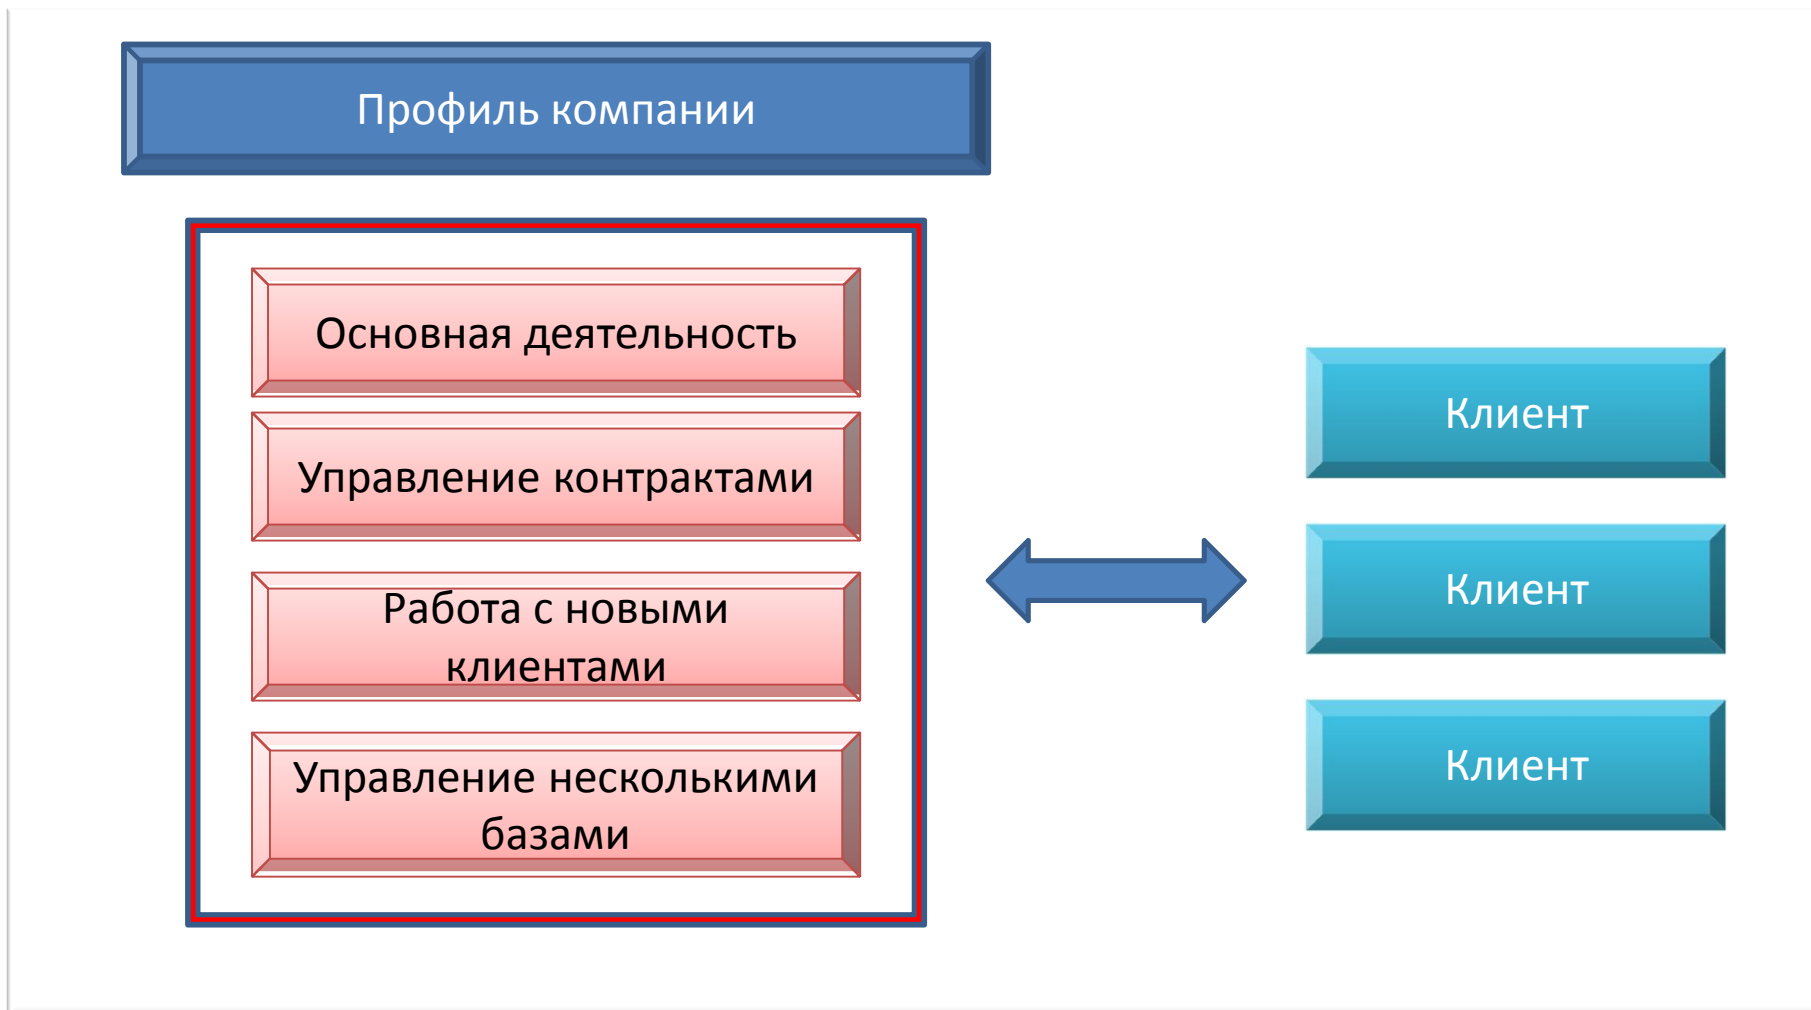 Профиль компании
Основная деятельность
Управление контрактами
Работа с новыми
клиентами
Управление несколькими
базами
Клиент
Клиент
Клиент